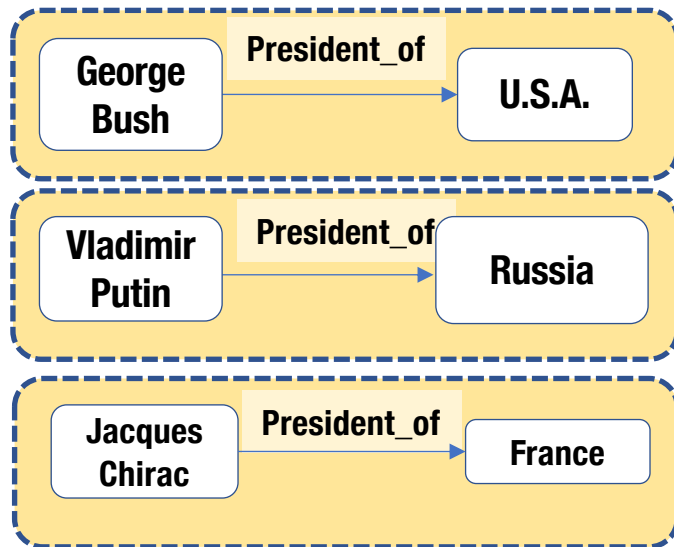 President_of
George
Bush
U.S.A.
President_of
Vladimir
Putin
Russia
President_of
Jacques
Chirac
France